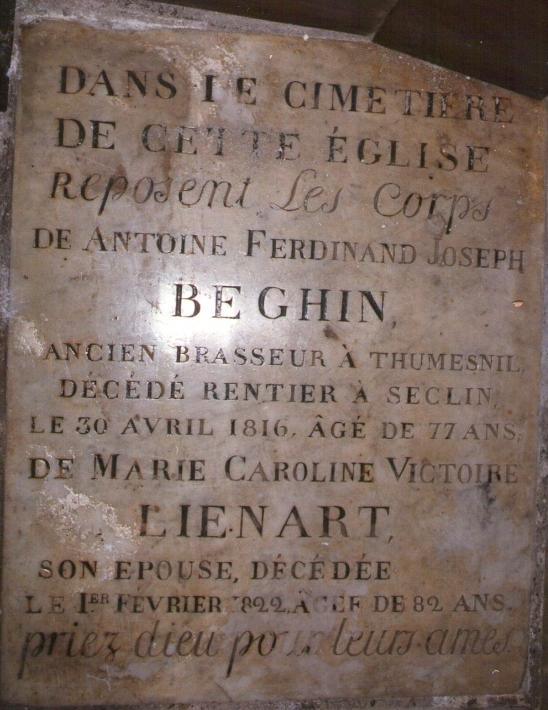 DANS LE CIMETIERE
DE CETTE ÉGLISE
Reposent Les Corps
DE ANTOINE FERDINAND JOSEPH
BEGHIN,
ANCIEN BRASSEUR À THUMESNIL,
DÉCÉDÉ RENTIER À SECLIN,
LE 30 AVRIL 1816, ÂGÉ DE 77 ANS,
DE MARIE CAROLINE VICTOIRE
LIENART,
SON EPOUSE, DÉCÉDÉE
LE 1ER FÉVRIER 1822, ÂGÉE DE 82 ANS.
priez dieu pour leurs ames.